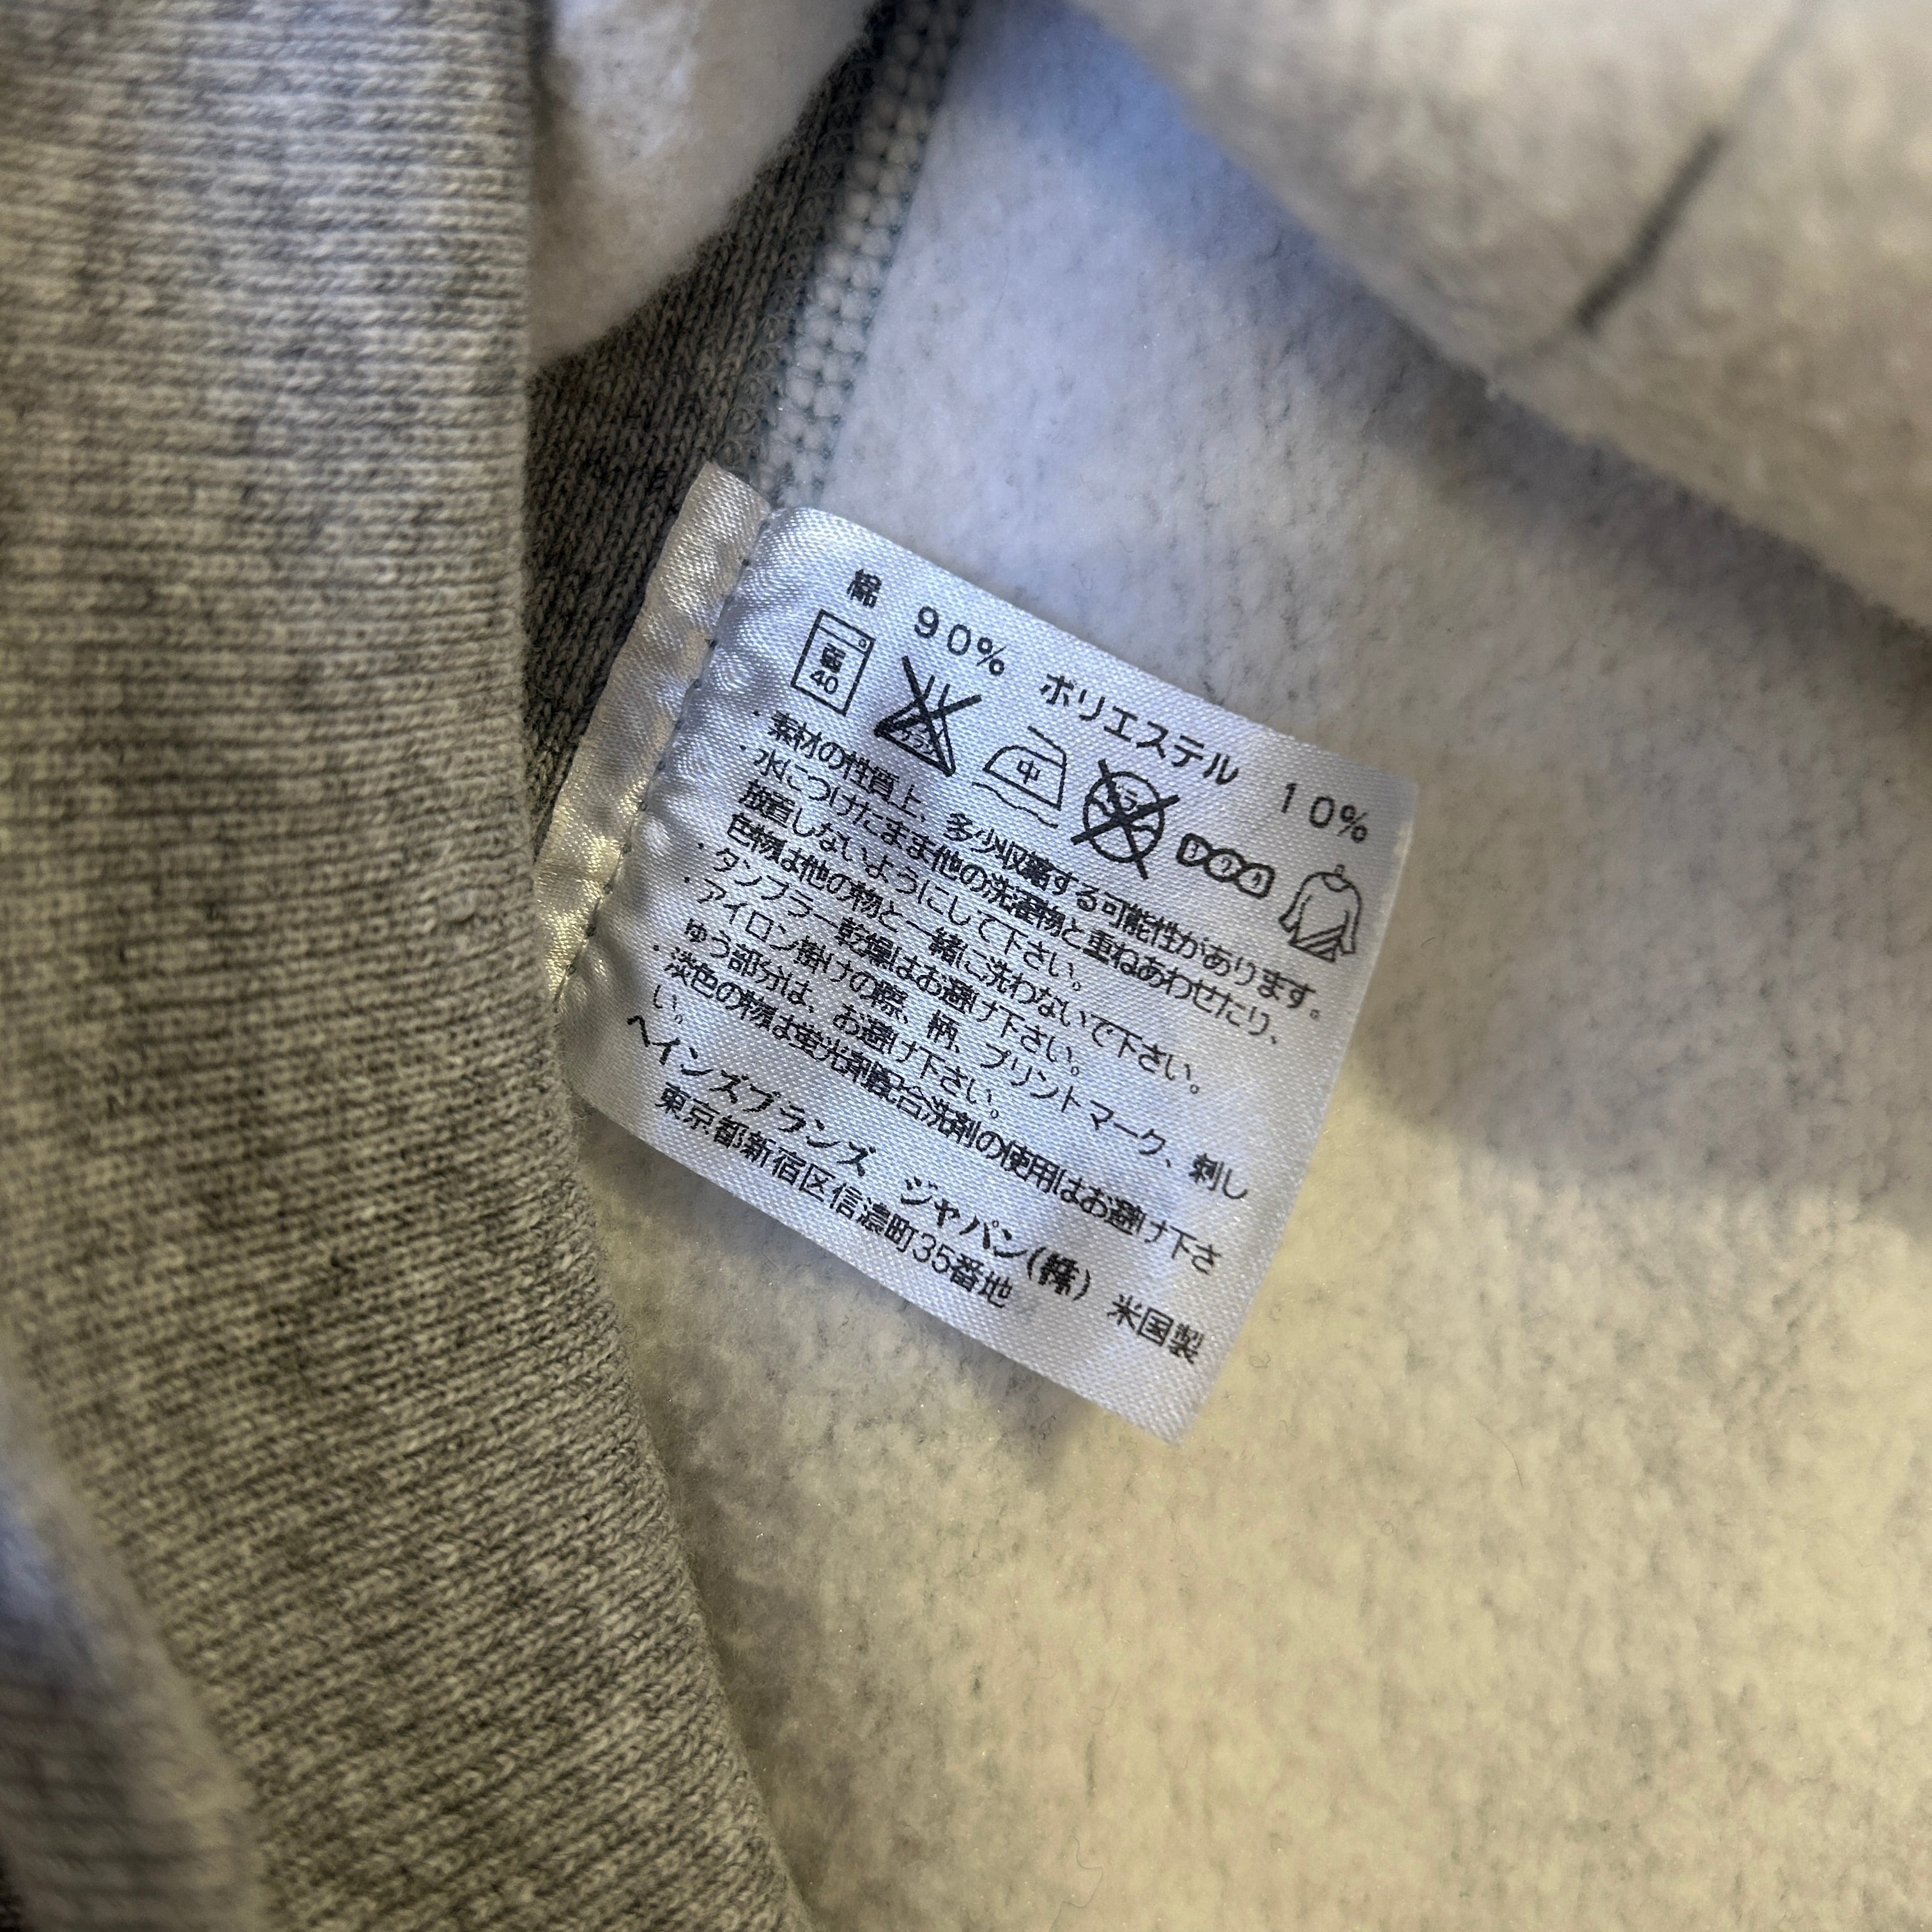 綿 90% ポリエステル 10%
40 中
・素材の性質上、多少収縮する可能性があります。
・水につけたまま他の洗濯物と重ねあわせたり、
放置しないようにして下さい。
色物は他の物と一緒に洗わないで下さい。
・タンブラー乾燥はお避け下さい。
・アイロン掛けの際、柄、プリントマーク、刺し
ゅう部分は、お避け下さい。
・淡色の物は蛍光剤配合洗剤の使用はお避け下さ
い。
ヘインズブランズ ジャパン(株) 米国製
東京都新宿区信濃町35番地